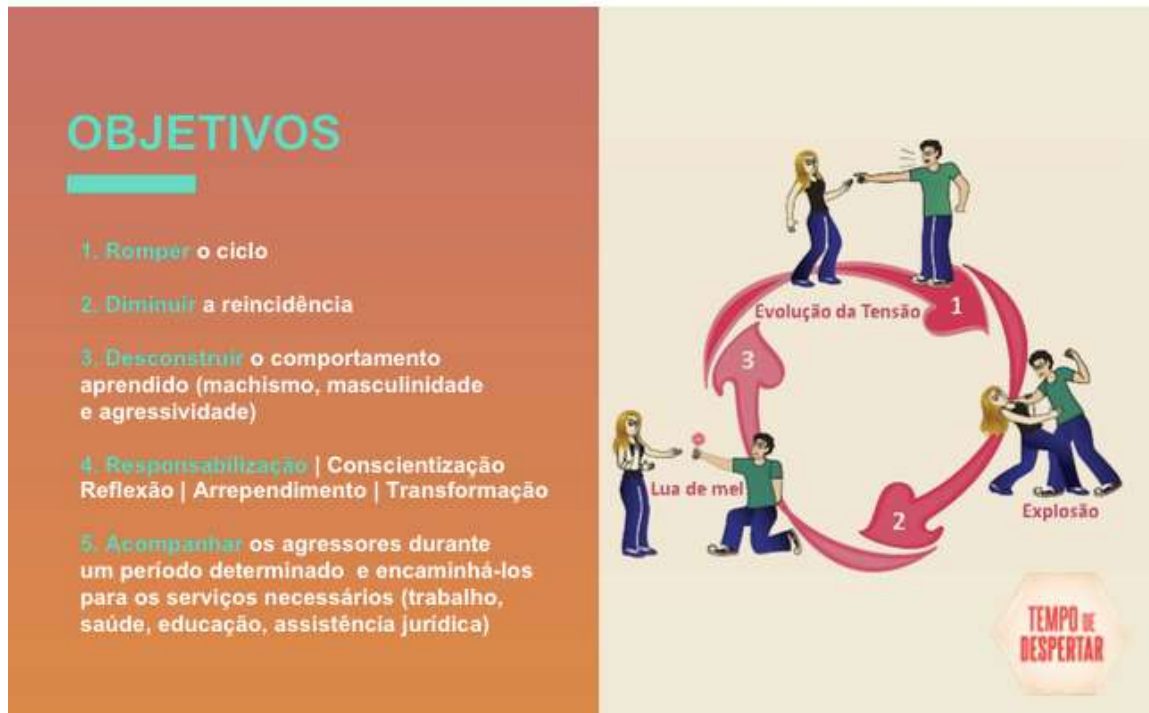 OBJETIVOS
1. Romper o ciclo
2. Diminuir a reincidência
3. Desconstruir o comportamento
aprendido (machismo, masculinidade
e agressividade)
4. Responsabilização | Conscientização
Reflexão | Arrependimento | Transformação
5. Acompanhar os agressores durante
um período determinado e encaminhá-los
para os serviços necessários (trabalho,
saúde, educação, assistência jurídica)
Evolução da Tensão
1
Explosão
2
Lua de mel
3
TEMPO DE
DESPERTAR